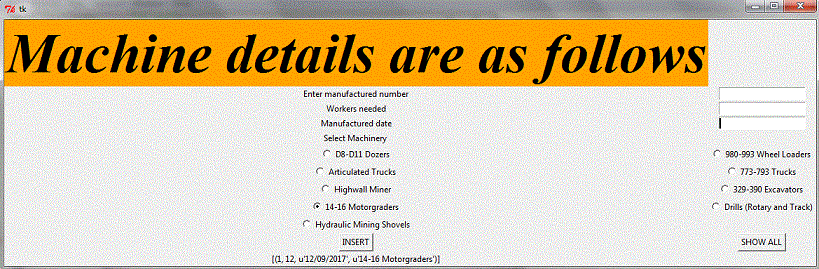 tk
Machine details are as follows
Enter manufactured number
Workers needed
Manufactured date
Select Machinery
D8-D11 Dozers 980-993 Wheel Loaders
Articulated Trucks 773-793 Trucks
Highwall Miner 329-390 Excavators
14-16 Motorgraders Drills (Rotary and Track)
Hydraulic Mining Shovels
INSERT SHOW ALL
[(1, 12, u'12/09/2017', u'14-16 Motorgraders')]